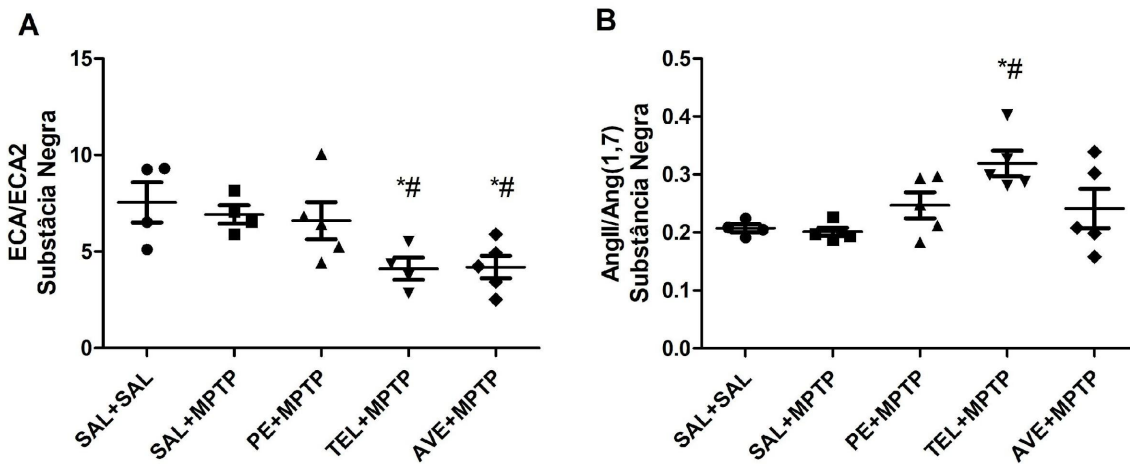 A
ECA/ECA2
Substâcia Negra
15
10
5
0
*#
*#
SAL+SAL
SAL+MPTP
PE+MPTP
TEL+MPTP
AVE+MPTP
B
AngII/Ang(1,7)
Substância Negra
0.5
0.4
0.3
0.2
0.1
0.0
*#
SAL+SAL
SAL+MPTP
PE+MPTP
TEL+MPTP
AVE+MPTP